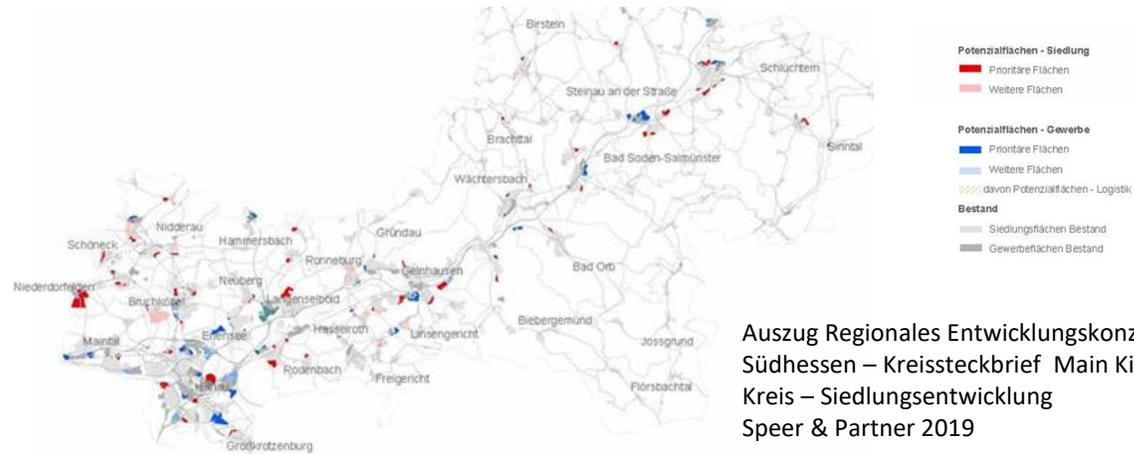 Birstein
Schlüchtern
Steinau an der Straße
Brachttal
Sinntal
Bad Soden-Salmünster
Wächtersbach
Nidderau
Hammersbach
Gründau
Schöneck
Ronneburg
Gelnhausen
Bad Orb
Niederdorfelden
Neuberg
Langenselbold
Bruchköbel
Erlensee
Hasselroth
Linsengericht
Biebergemünd
Maintal
Jossgrund
Rodenbach
Freigericht
Hanau
Flörsbachtal
Großkrotzenburg
Potenzialflächen - Siedlung
Prioritäre Flächen
Weitere Flächen
Potenzialflächen - Gewerbe
Prioritäre Flächen
Weitere Flächen
davon Potenzialflächen - Logistik
Bestand
Siedlungsflächen Bestand
Gewerbeflächen Bestand
Auszug Regionales Entwicklungskonz
Südhessen – Kreissteckbrief Main Ki
Kreis – Siedlungsentwicklung
Speer & Partner 2019